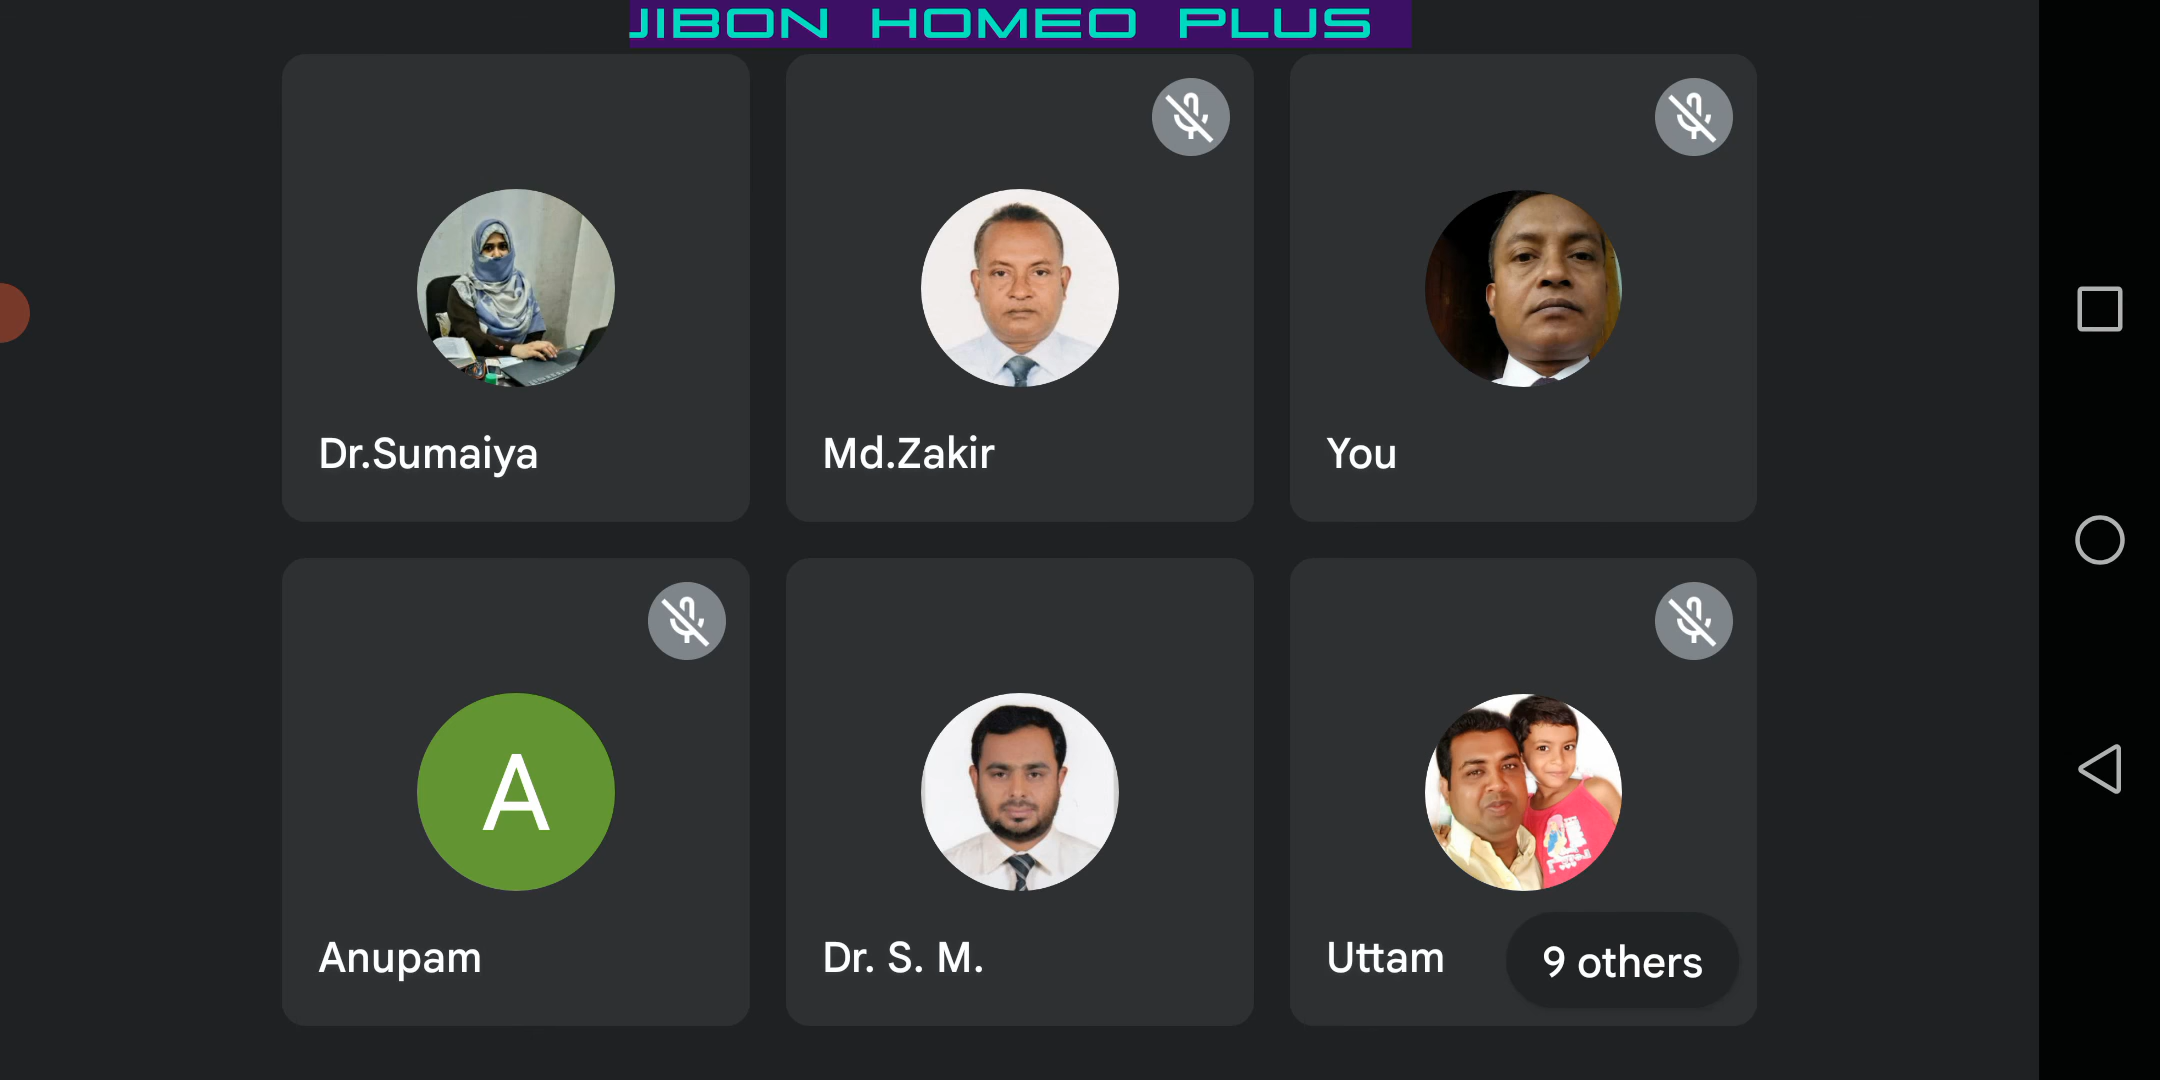 JIBON HOMEO PLUS
Dr.Sumaiya
Md.Zakir
You
A
Anupam
Dr. S. M.
Uttam
9 others